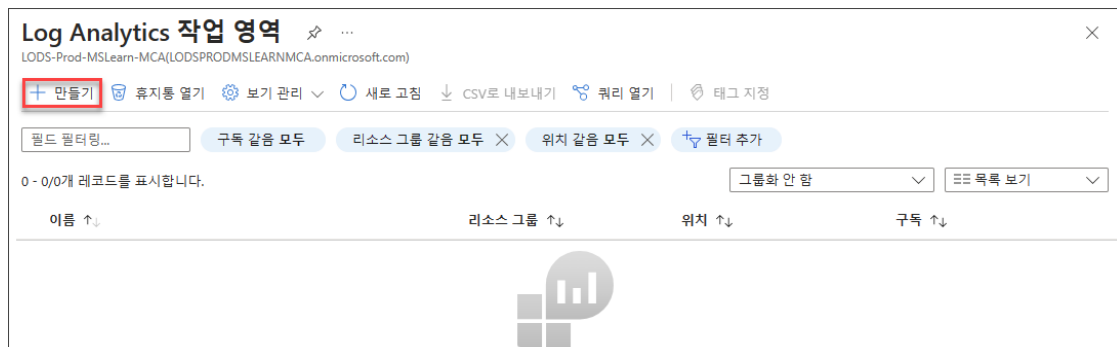 Log Analytics 작업 영역 ...
LODS-Prod-MSLearn-MCA(LODSPRODMSLEARNMCA.onmicrosoft.com)
만들기 휴지통 열기 보기 관리 새로 고침 CSV로 내보내기 쿼리 열기 태그 지정
필드 필터링... 구독 같음 모두 리소스 그룹 같음 모두 위치 같음 모두 필터 추가
0 - 0/0개 레코드를 표시합니다. 그룹화 안 함 목록 보기
이름 ↑↓ 리소스 그룹 ↑↓ 위치 ↑↓ 구독 ↑↓